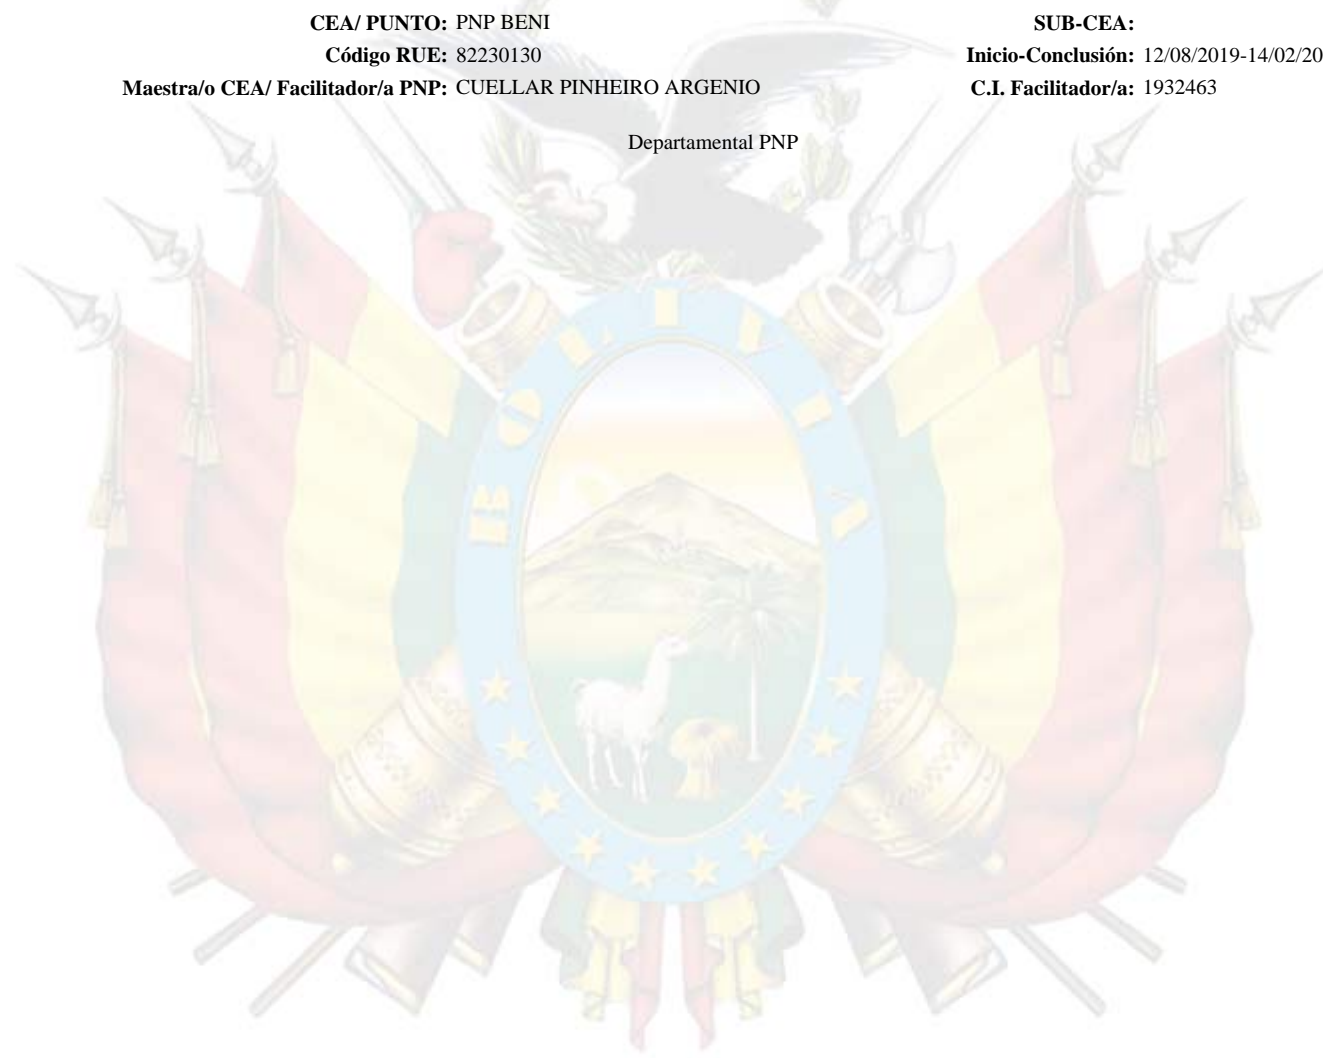 CEA/ PUNTO: PNP BENI SUB-CEA:
Código RUE: 82230130 Inicio-Conclusión: 12/08/2019-14/02/20
Maestra/o CEA/ Facilitador/a PNP: CUELLAR PINHEIRO ARGENIO C.I. Facilitador/a: 1932463
Departamental PNP
BOLIVIA